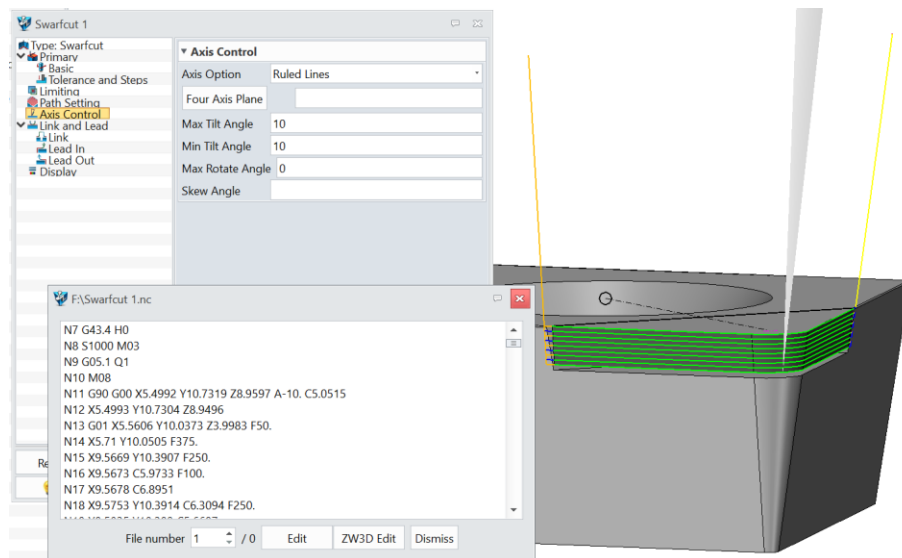 Swarfcut 1
Type: Swarfcut
Primary
Basic
Tolerance and Steps
Limiting
Path Setting
Axis Control
Link and Lead
Link
Lead In
Lead Out
Display
Axis Control
Axis Option Ruled Lines
Four Axis Plane
Max Tilt Angle 10
Min Tilt Angle 10
Max Rotate Angle 0
Skew Angle
F:\Swarfcut 1.nc
N7 G43.4 H0
N8 S1000 M03
N9 G05.1 Q1
N10 M08
N11 G90 G00 X5.4992 Y10.7319 Z8.9597 A-10. C5.0515
N12 X5.4993 Y10.7304 Z8.9496
N13 G01 X5.5606 Y10.0373 Z3.9983 F50.
N14 X5.71 Y10.0505 F375.
N15 X9.5669 Y10.3907 F250.
N16 X9.5673 C5.9733 F100.
N17 X9.5678 C6.8951
N18 X9.5753 Y10.3914 C6.3094 F250.
File number 1 / 0 Edit ZW3D Edit Dismiss